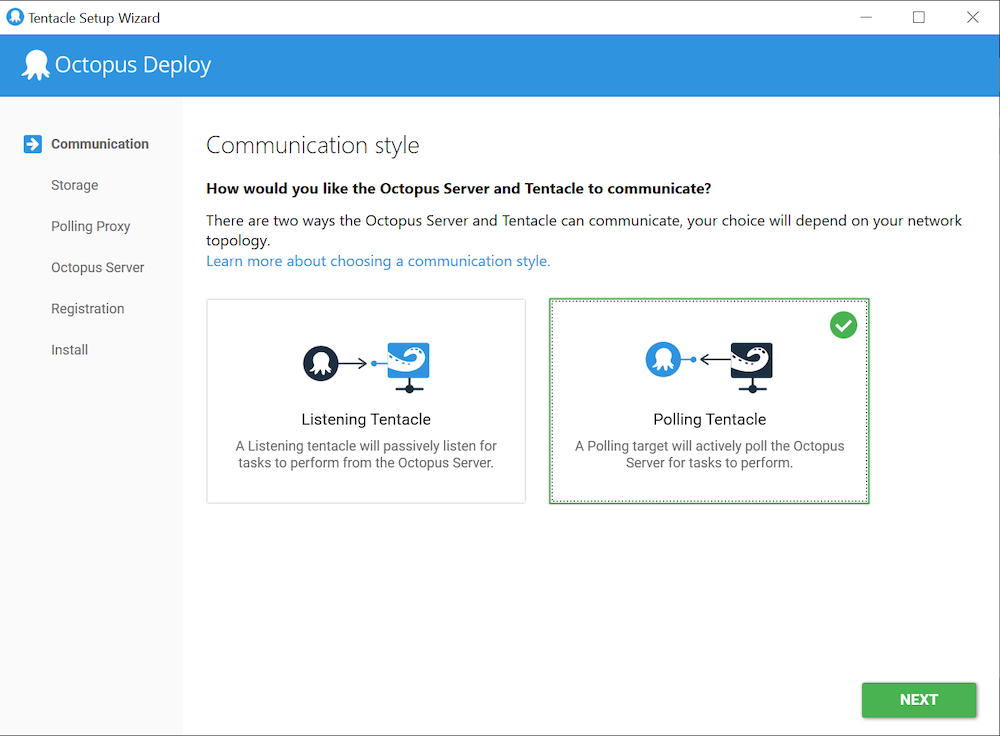 Tentacle Setup Wizard
Octopus Deploy
Communication
Storage
Polling Proxy
Octopus Server
Registration
Install
Communication style
How would you like the Octopus Server and Tentacle to communicate?
There are two ways the Octopus Server and Tentacle can communicate, your choice will depend on your network
topology.
Learn more about choosing a communication style.
Listening Tentacle
A Listening tentacle will passively listen for
tasks to perform from the Octopus Server.
Polling Tentacle
A Polling target will actively poll the Octopus
Server for tasks to perform.
NEXT